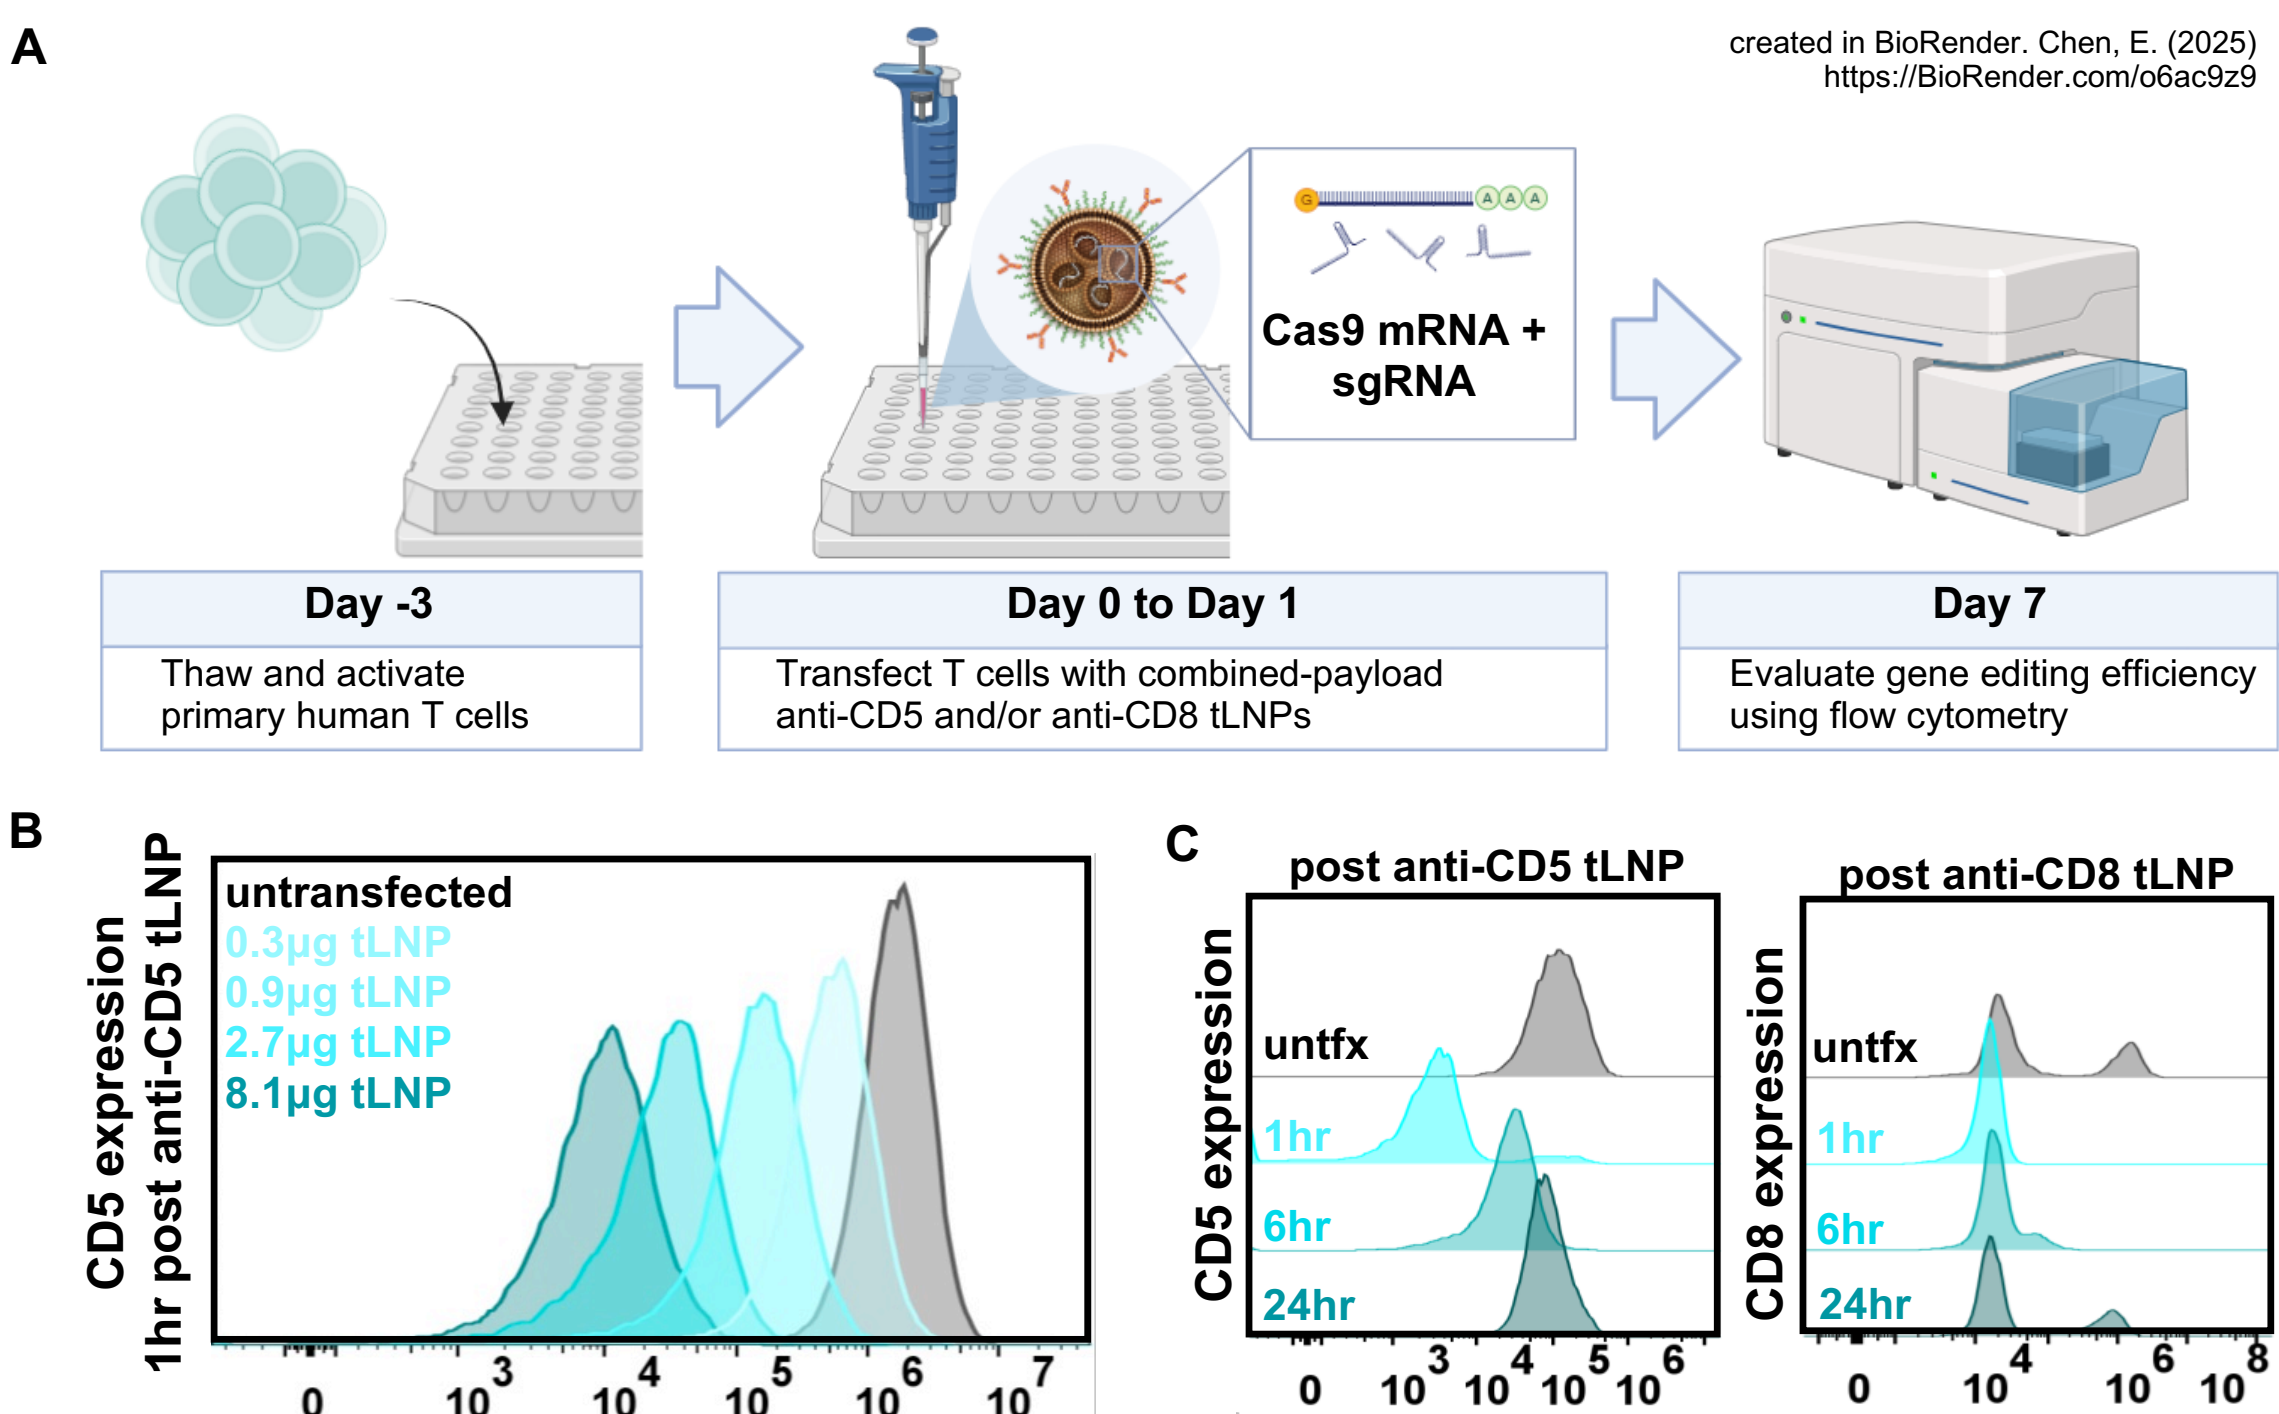 A
created in BioRender. Chen, E. (2025)
https://BioRender.com/o6ac9z9
G
A A A
Cas9 mRNA +
sgRNA
Day -3
Thaw and activate
primary human T cells
Day 0 to Day 1
Transfect T cells with combined-payload
anti-CD5 and/or anti-CD8 tLNPs
Day 7
Evaluate gene editing efficiency
using flow cytometry
B
CD5 expression
1hr post anti-CD5 tLNP
untransfected
0.3µg tLNP
0.9µg tLNP
2.7µg tLNP
8.1µg tLNP
0 10^3 10^4 10^5 10^6 10^7
C
post anti-CD5 tLNP
CD5 expression
untfx
1hr
6hr
24hr
0 10^3 10^4 10^5 10^6
post anti-CD8 tLNP
CD8 expression
untfx
1hr
6hr
24hr
0 10^4 10^6 10^8